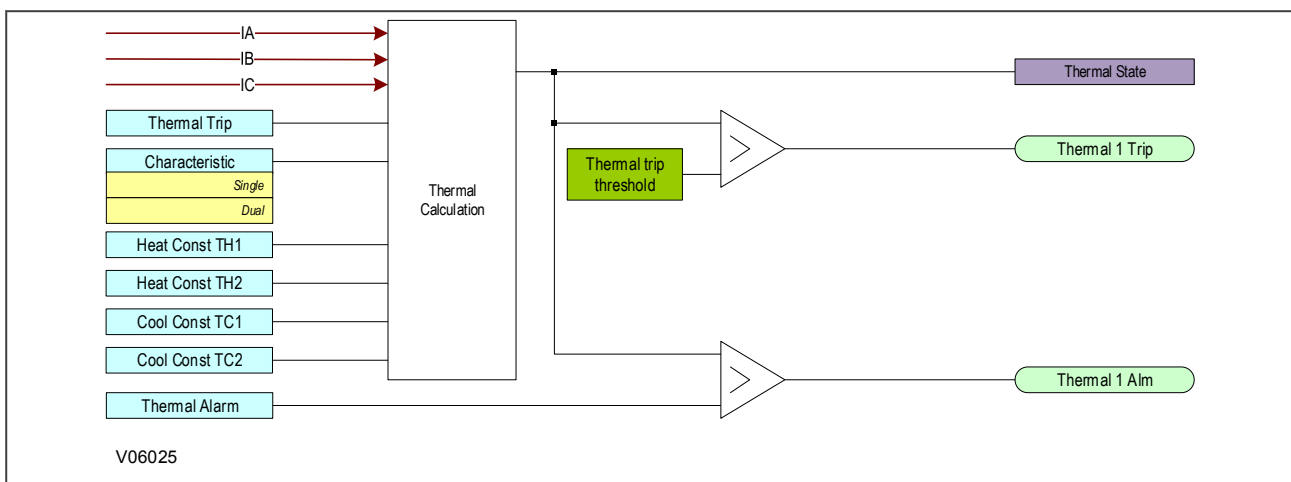 IA
IB
IC
Thermal State
Thermal Trip
Thermal 1 Trip
Characteristic
Thermal trip
threshold
Single
Thermal
Calculation
Dual
Heat Const TH1
Heat Const TH2
Cool Const TC1
Cool Const TC2
Thermal 1 Alm
Thermal Alarm
V06025